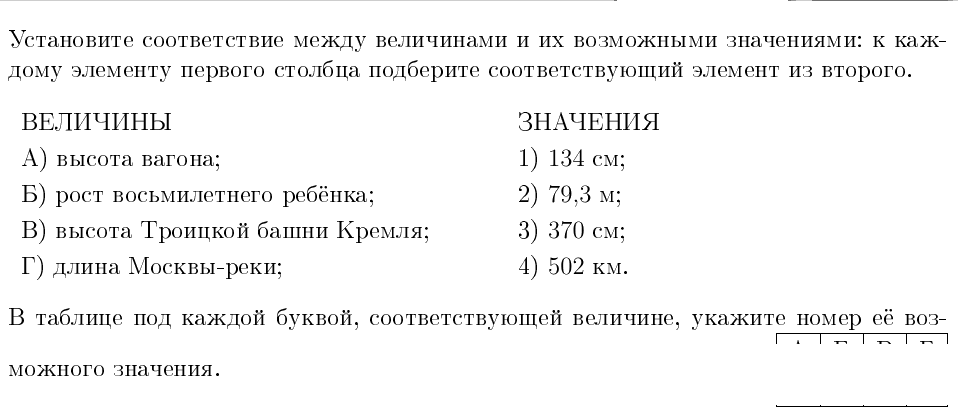 Установите соответствие между величинами и их возможными значениями: к каж-
дому элементу первого столбца подберите соответствующий элемент из второго.
ВЕЛИЧИНЫ ЗНАЧЕНИЯ
А) высота вагона; 1) 134 см;
Б) рост восьмилетнего ребёнка; 2) 79,3 м;
В) высота Троицкой башни Кремля; 3) 370 см;
Г) длина Москвы-реки; 4) 502 км.
В таблице под каждой буквой, соответствующей величине, укажите номер её воз-
можного значения.